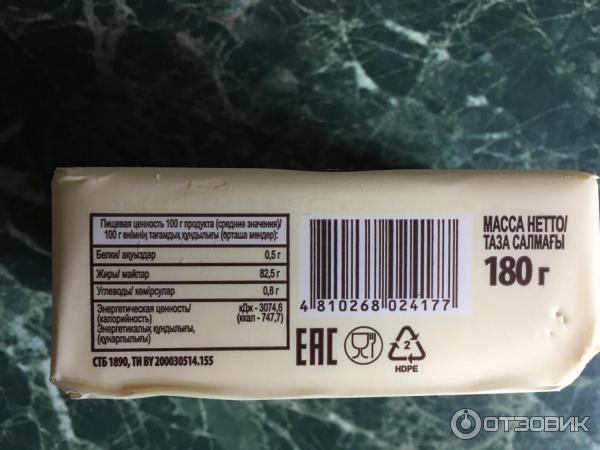 Пищевая ценность 100 г продукта (средние значения)/
100 г өнімнің тағамдық құндылығы (орташа мәндер):
Белки/ ақуыздар 0,5 г
Жиры/ майлар 82,5 г
Углеводы/ көмірсулар 0,8 г
Энергетическая ценность/ кДж - 3074,6
(калорийность) (ккал - 747,7)
Энергетикалық құндылығы,
(құнарлылығы)
СТБ 1890, ТИ BY 200030514.155
4 810268 024177
EAC
2
HDPE
МАССА НЕТТО/
ТАЗА САЛМАҒЫ
180 г
ОТЗОВИК